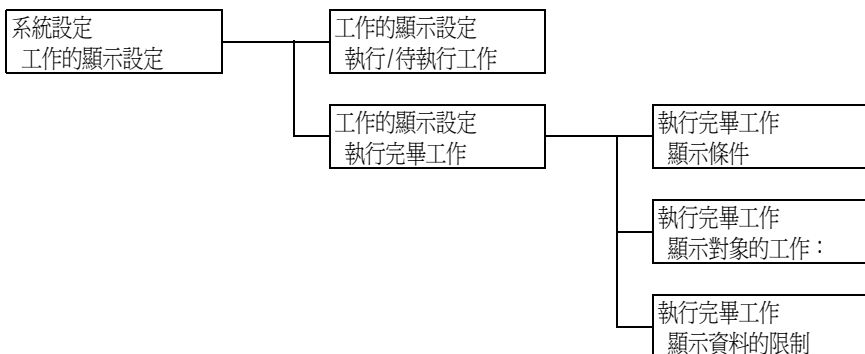 系統設定
工作的顯示設定
工作的顯示設定
執行/待執行工作
工作的顯示設定
執行完畢工作
執行完畢工作
顯示條件
執行完畢工作
顯示對象的工作：
執行完畢工作
顯示資料的限制